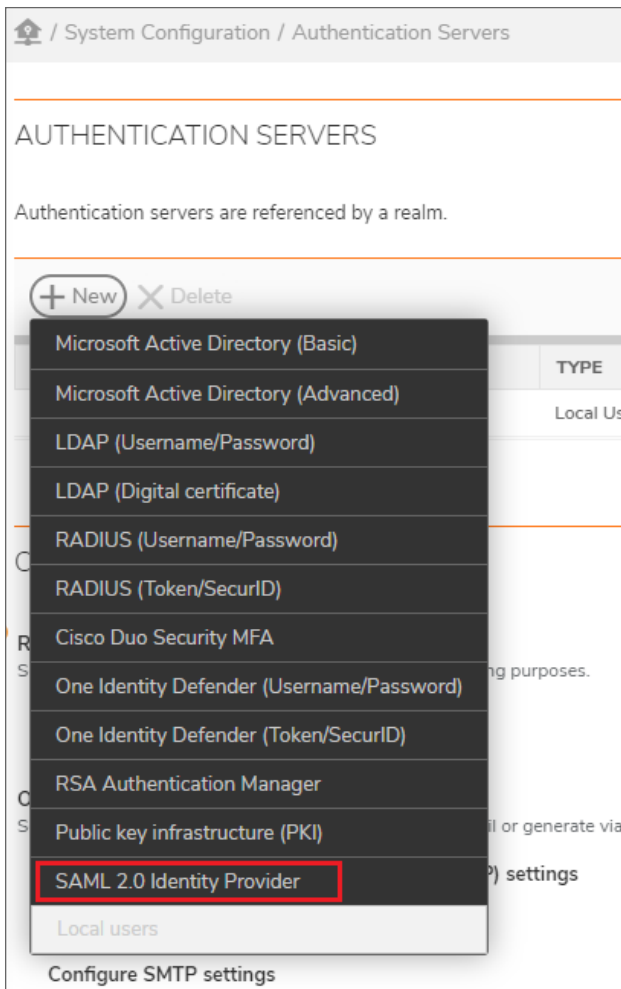 / System Configuration / Authentication Servers
AUTHENTICATION SERVERS
Authentication servers are referenced by a realm.
New Delete
Microsoft Active Directory (Basic)
TYPE
Microsoft Active Directory (Advanced)
Local Us
LDAP (Username/Password)
LDAP (Digital certificate)
RADIUS (Username/Password)
RADIUS (Token/SecurID)
Cisco Duo Security MFA
R
S
ng purposes.
One Identity Defender (Username/Password)
One Identity Defender (Token/SecurID)
RSA Authentication Manager
O
S
il or generate via
Public key infrastructure (PKI)
SAML 2.0 Identity Provider
P) settings
Local users
Configure SMTP settings